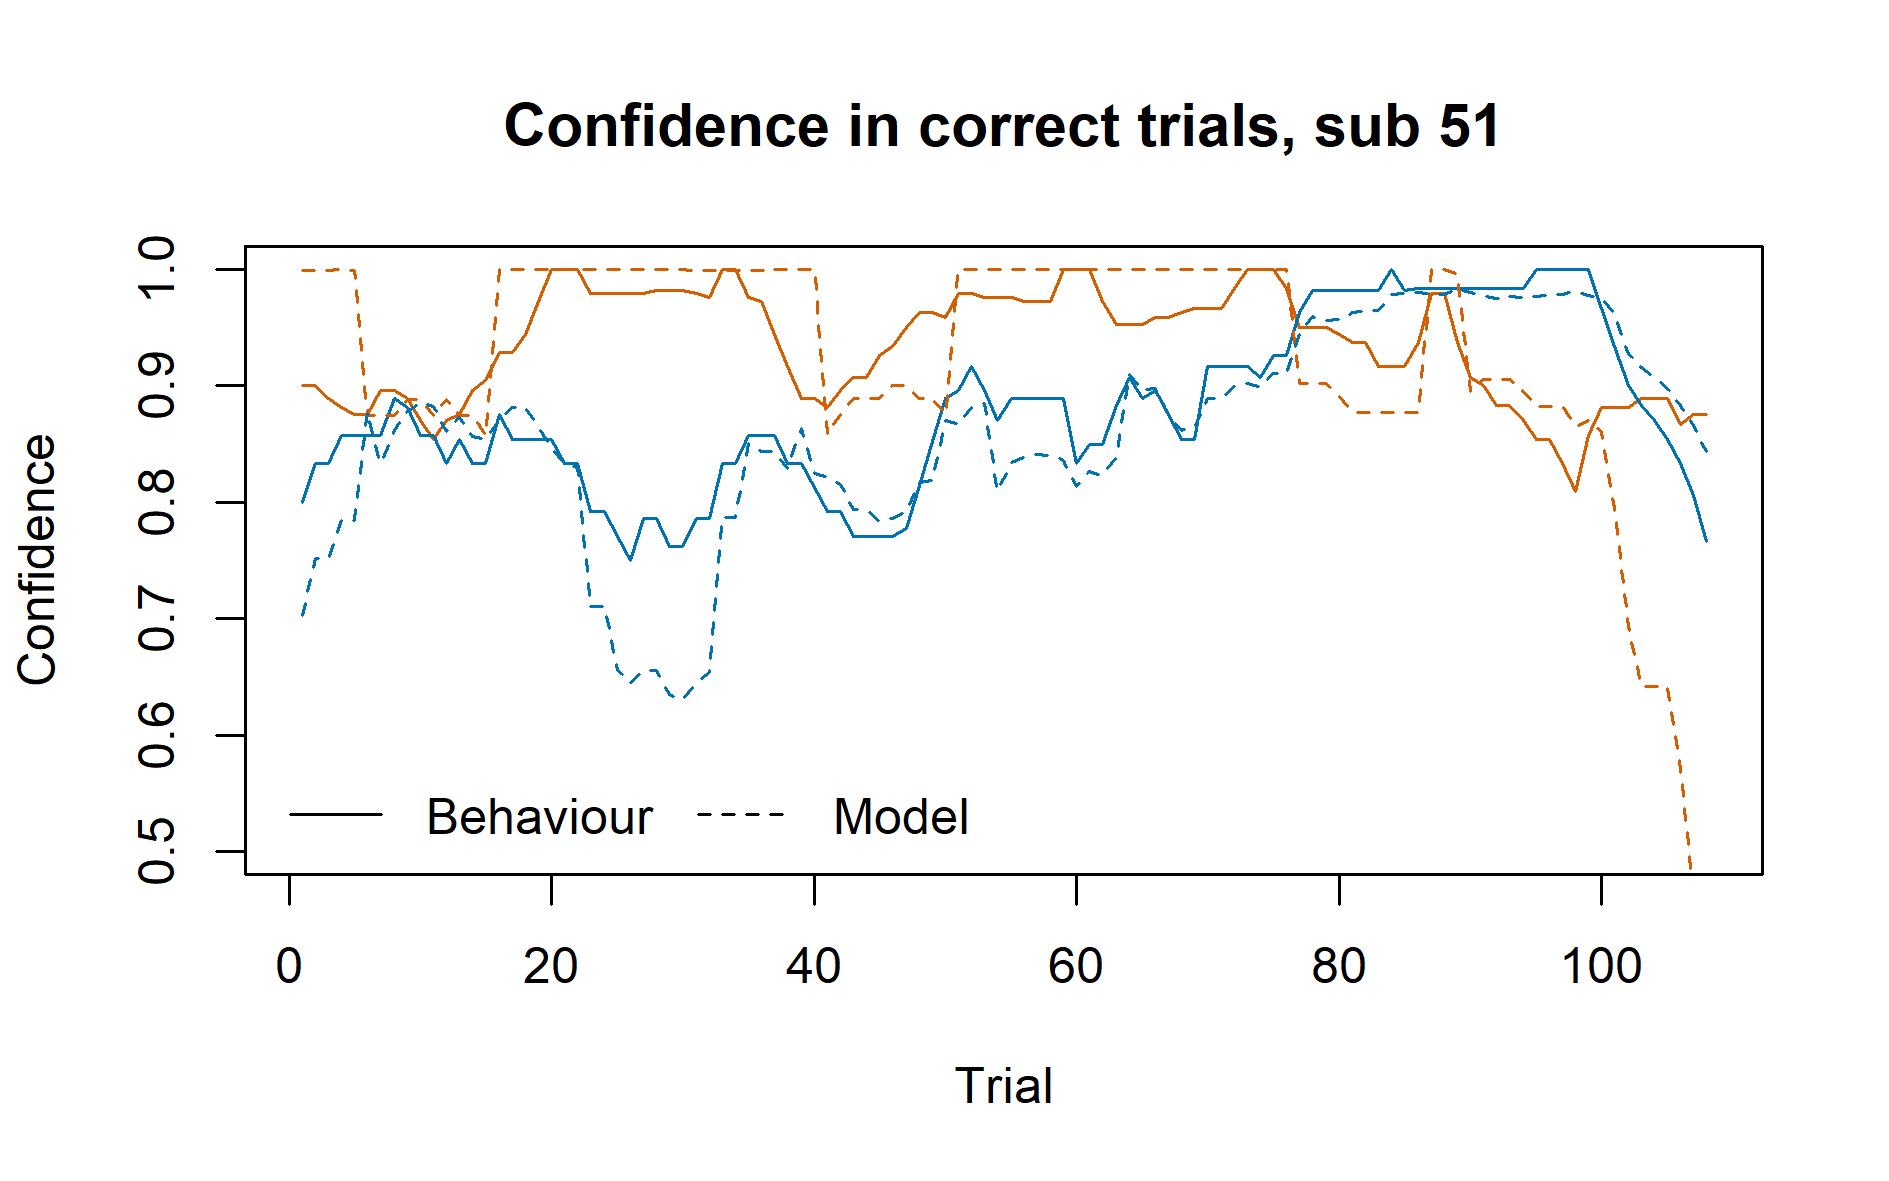 Confidence in correct trials, sub 51
Confidence
1.0
0.9
0.8
0.7
0.6
0.5
Behaviour
Model
0 20 40 60 80 100
Trial